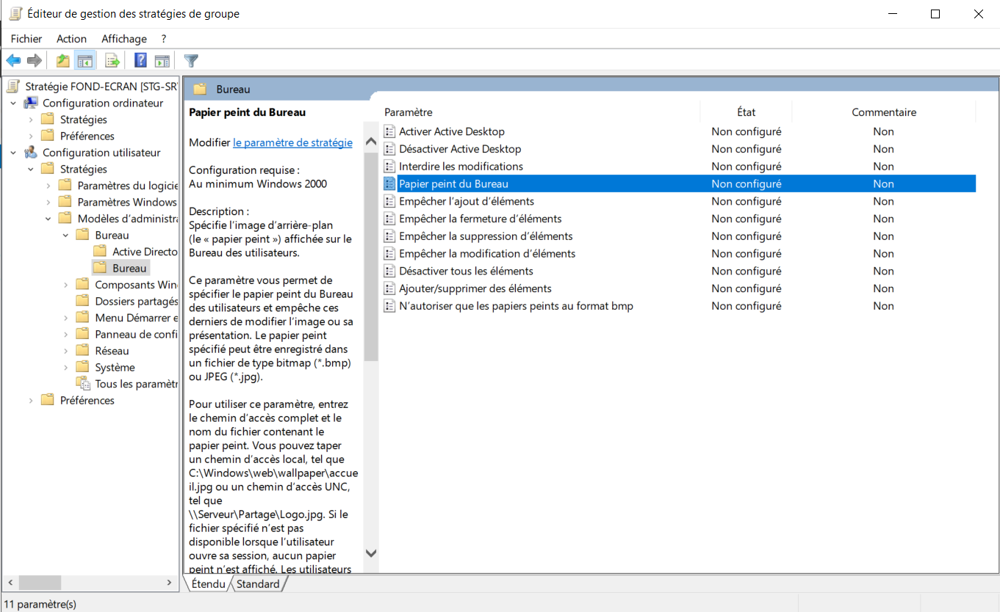 Éditeur de gestion des stratégies de groupe
Fichier Action Affichage ?
Stratégie FOND-ECRAN [STG-SR
Configuration ordinateur
Stratégies
Préférences
Configuration utilisateur
Stratégies
Paramètres du logicie
Paramètres Windows
Modèles d'administra
Bureau
Active Directo
Bureau
Composants Win
Dossiers partagés
Menu Démarrer e
Panneau de confi
Réseau
Système
Tous les paramètr
Préférences
Bureau
Papier peint du Bureau
Modifier le paramètre de stratégie
Configuration requise :
Au minimum Windows 2000
Description :
Spécifie l'image d'arrière-plan
(le « papier peint ») affichée sur le
Bureau des utilisateurs.
Ce paramètre vous permet de
spécifier le papier peint du Bureau
des utilisateurs et empêche ces
derniers de modifier l'image ou sa
présentation. Le papier peint
spécifié peut être enregistré dans
un fichier de type bitmap (*.bmp)
ou JPEG (*.jpg).
Pour utiliser ce paramètre, entrez
le chemin d'accès complet et le
nom du fichier contenant le
papier peint. Vous pouvez taper
un chemin d'accès local, tel que
C:\Windows\web\wallpaper\accue
il.jpg ou un chemin d'accès UNC,
tel que
\\Serveur\Partage\Logo.jpg. Si le
fichier spécifié n'est pas
disponible lorsque l'utilisateur
ouvre sa session, aucun papier
peint n'est affiché. Les utilisateurs
Paramètre État Commentaire
Activer Active Desktop Non configuré Non
Désactiver Active Desktop Non configuré Non
Interdire les modifications Non configuré Non
Papier peint du Bureau Non configuré Non
Empêcher l'ajout d'éléments Non configuré Non
Empêcher la fermeture d'éléments Non configuré Non
Empêcher la suppression d'éléments Non configuré Non
Empêcher la modification d'éléments Non configuré Non
Désactiver tous les éléments Non configuré Non
Ajouter/supprimer des éléments Non configuré Non
N'autoriser que les papiers peints au format bmp Non configuré Non
Étendu Standard
11 paramètre(s)